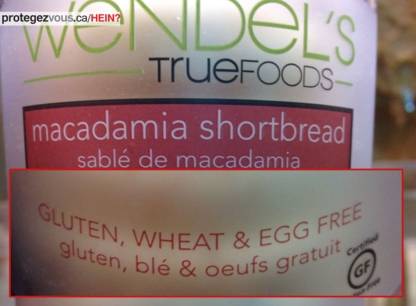 protegezvous.ca/HEIN?
WeNDeL's
TrueFOODS
macadamia shortbread
sablé de macadamia
GLUTEN, WHEAT & EGG FREE
gluten, blé & oeufs gratuit
Certified
GF